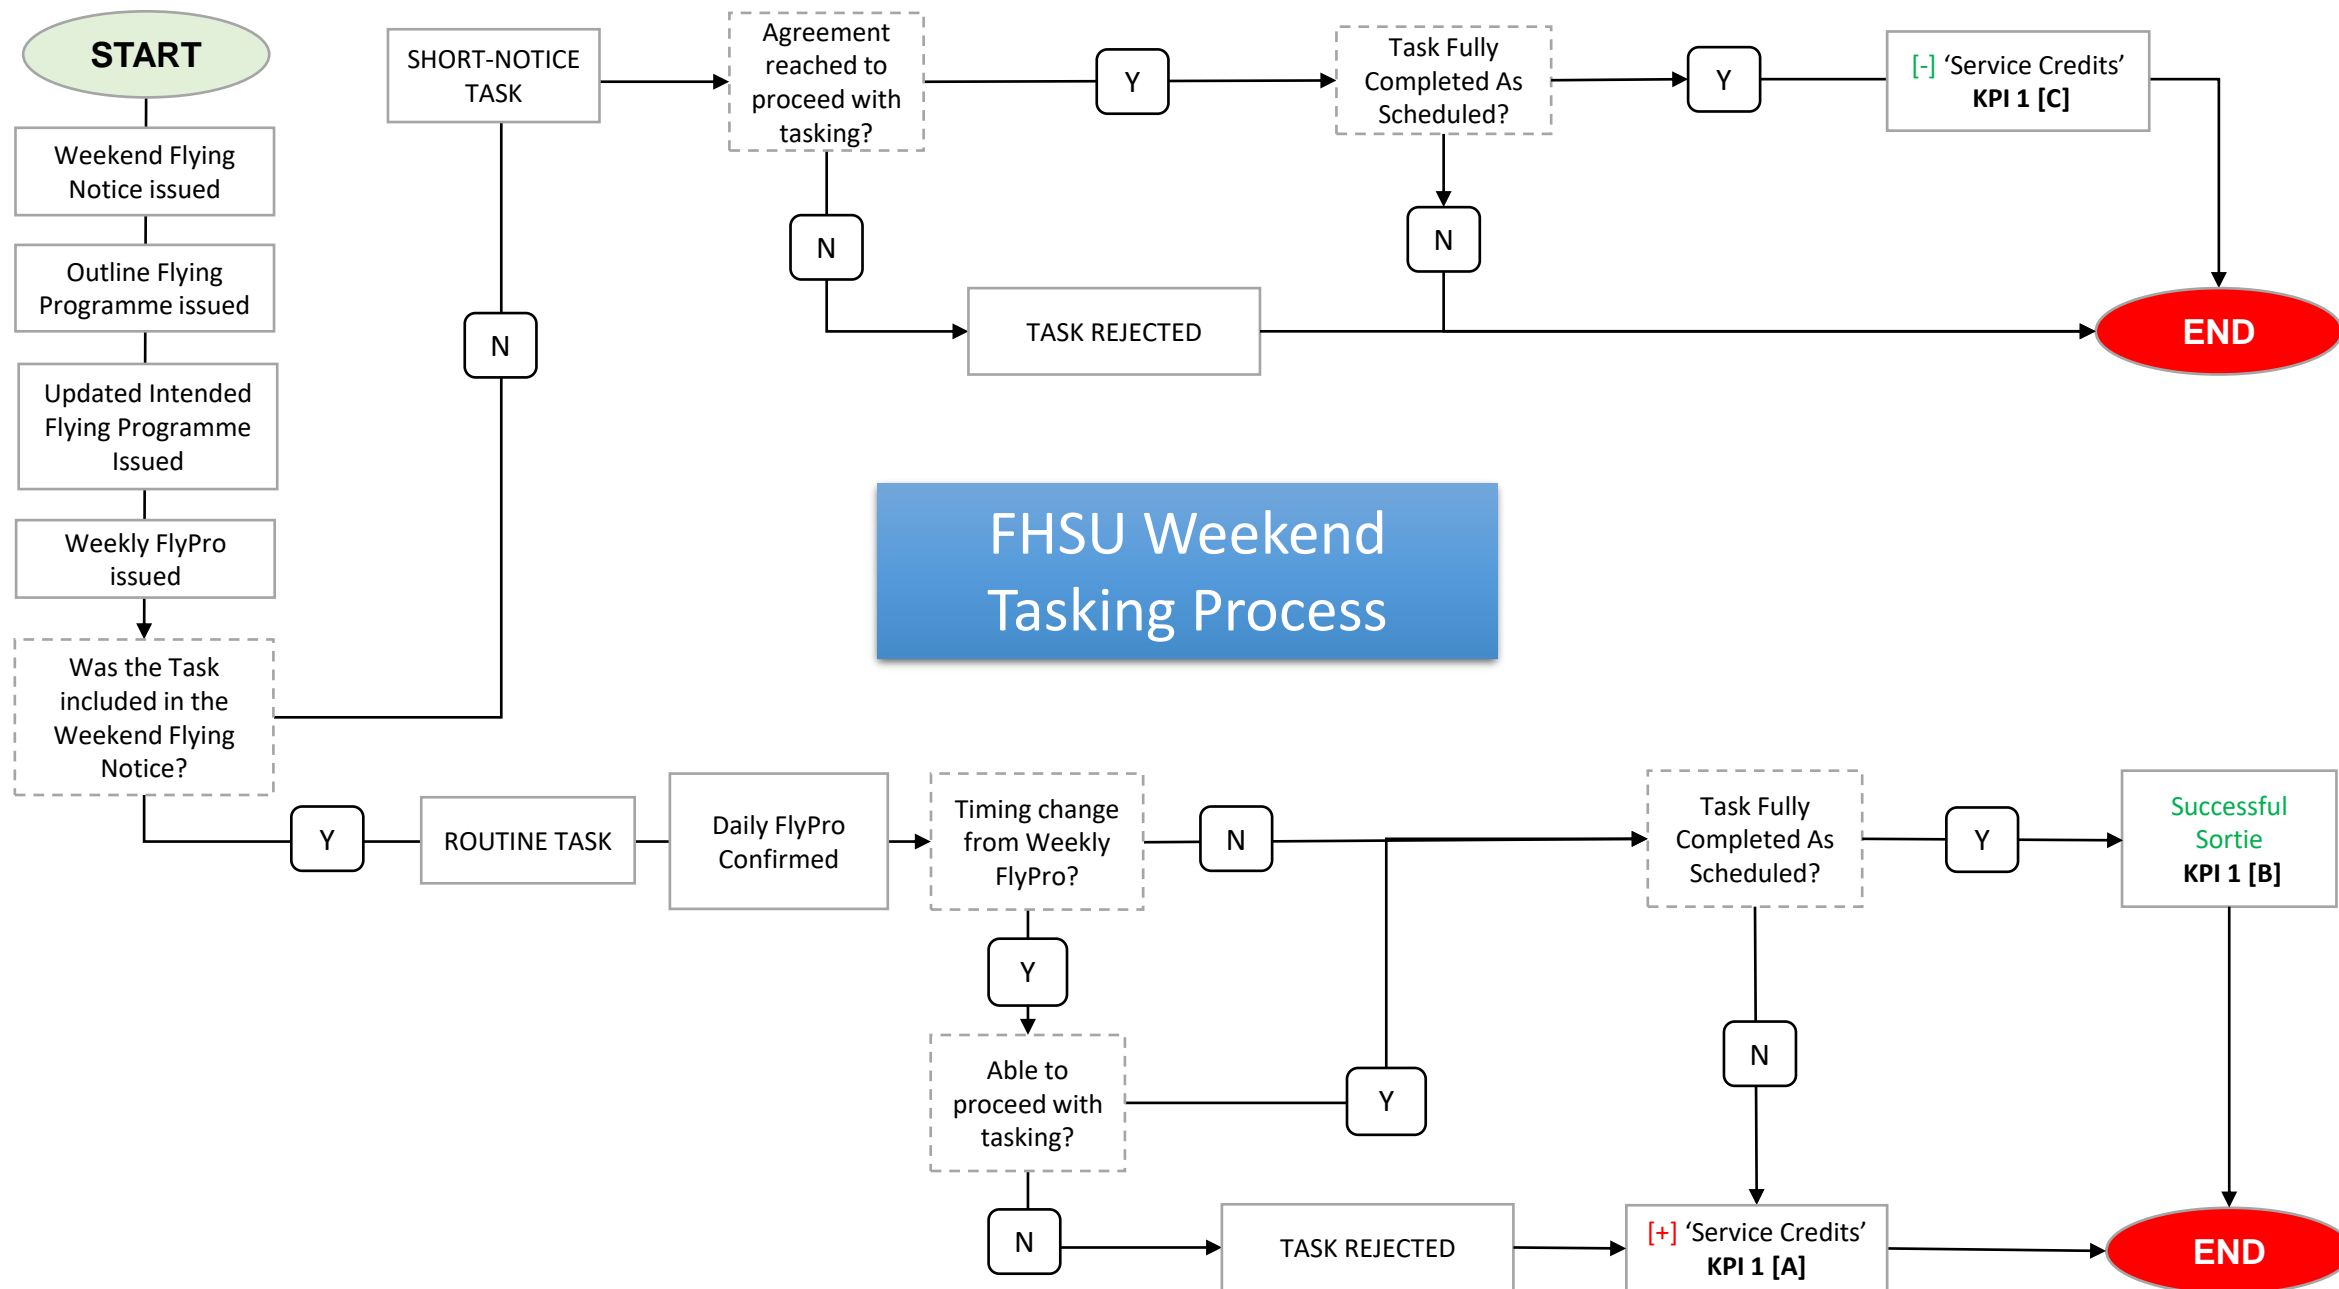 START
Weekend Flying
Notice issued
Outline Flying
Programme issued
Updated Intended
Flying Programme
Issued
Weekly FlyPro
issued
Was the Task
included in the
Weekend Flying
Notice?
N
SHORT-NOTICE
TASK
Agreement
reached to
proceed with
tasking?
Y
N
TASK REJECTED
Task Fully
Completed As
Scheduled?
Y
N
[-] ‘Service Credits’
KPI 1 [C]
END
FHSU Weekend
Tasking Process
Y
ROUTINE TASK
Daily FlyPro
Confirmed
Timing change
from Weekly
FlyPro?
N
Y
Able to
proceed with
tasking?
Y
N
TASK REJECTED
Task Fully
Completed As
Scheduled?
Y
N
Successful
Sortie
KPI 1 [B]
[+] ‘Service Credits’
KPI 1 [A]
END